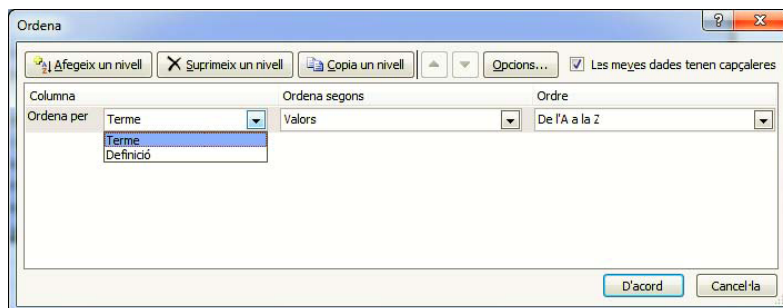 Ordena
Afegeix un nivell Suprimeix un nivell Copia un nivell Opcions... Les meves dades tenen capçaleres
Columna Ordena segons Ordre
Ordena per Terme Valors De l'A a la Z
Terme
Definició
D'acord Cancel·la